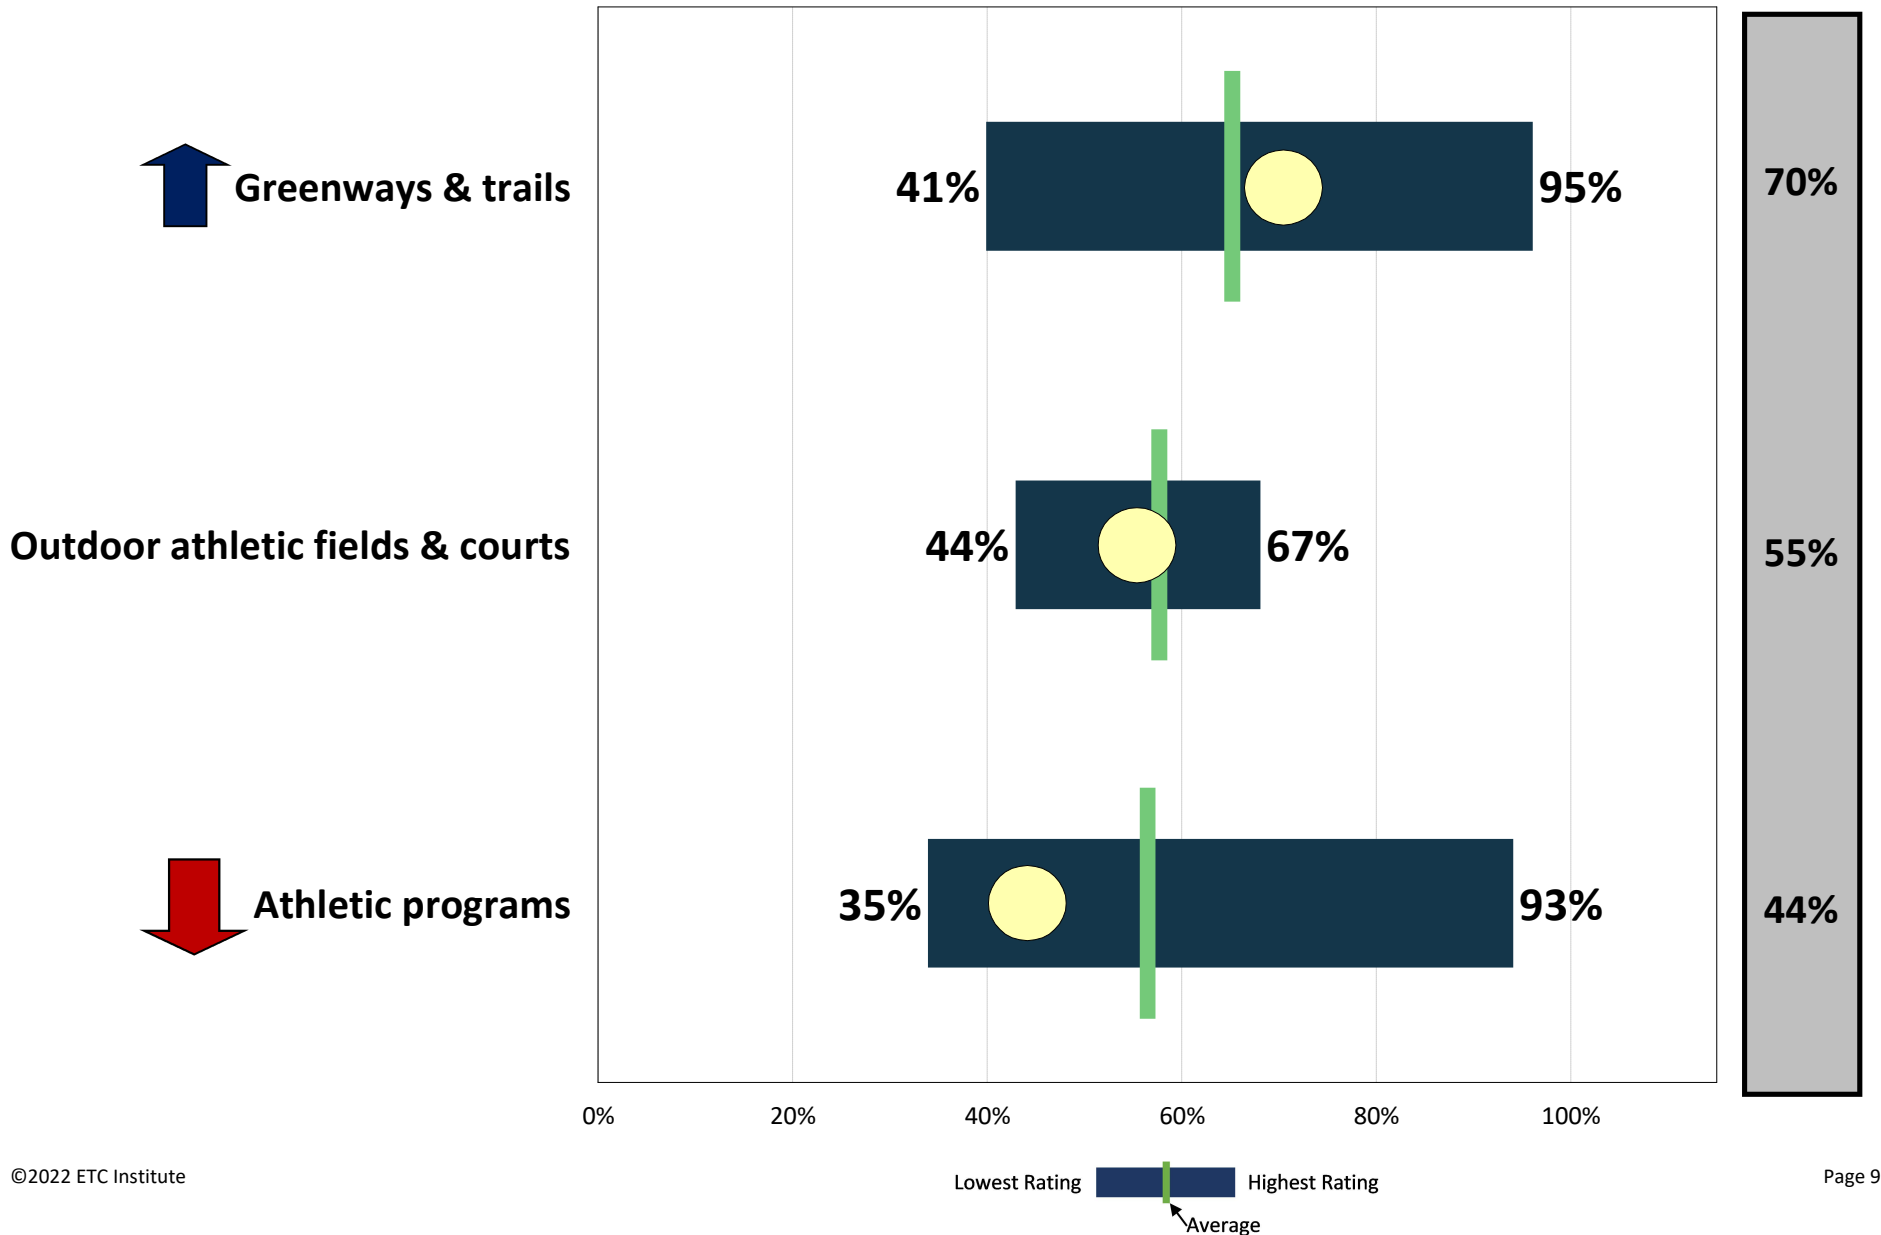 Greenways & trails 41% 95% 70%
Outdoor athletic fields & courts 44% 67% 55%
Athletic programs 35% 93% 44%
0% 20% 40% 60% 80% 100%
©2022 ETC Institute
Lowest Rating Highest Rating
Page 9
Average